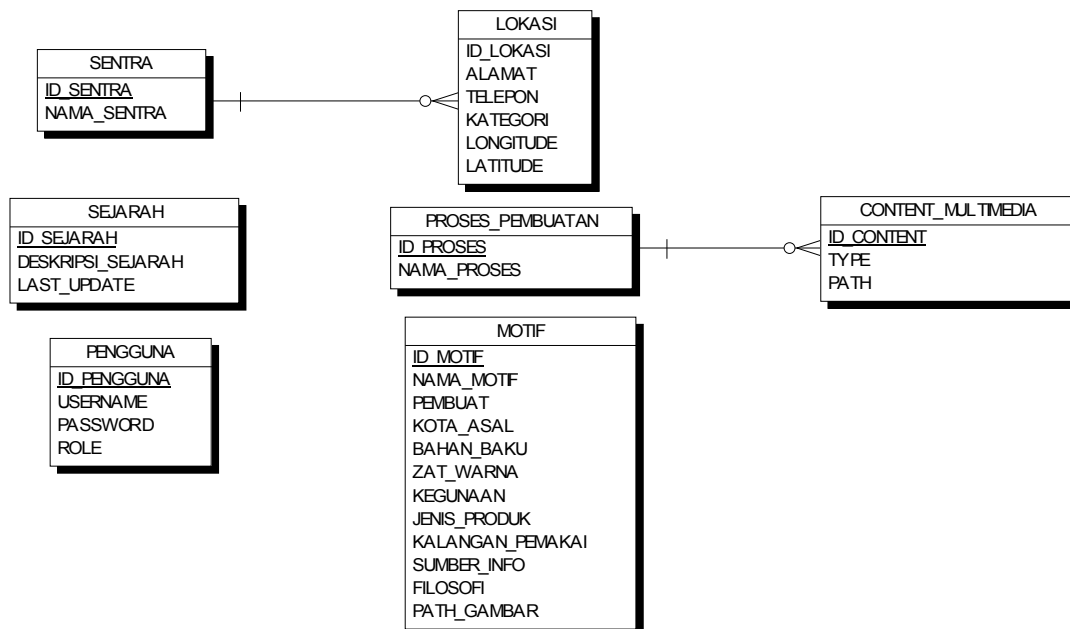 SENTRA
ID_SENTRA
NAMA_SENTRA
LOKASI
ID_LOKASI
ALAMAT
TELEPON
KATEGORI
LONGITUDE
LATITUDE
SEJARAH
ID_SEJARAH
DESKRIPSI_SEJARAH
LAST_UPDATE
PROSES_PEMBUATAN
ID_PROSES
NAMA_PROSES
CONTENT_MULTIMEDIA
ID_CONTENT
TYPE
PATH
PENGGUNA
ID_PENGGUNA
USERNAME
PASSWORD
ROLE
MOTIF
ID_MOTIF
NAMA_MOTIF
PEMBUAT
KOTA_ASAL
BAHAN_BAKU
ZAT_WARNA
KEGUNAAN
JENIS_PRODUK
KALANGAN_PEMAKAI
SUMBER_INFO
FILOSOFI
PATH_GAMBAR